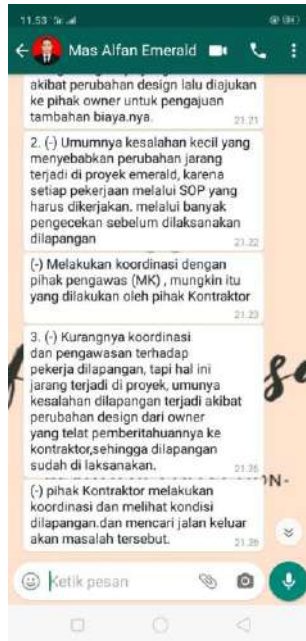 11.53
Mas Alfan Emerald
akibat perubahan design lalu diajukan
ke pihak owner untuk pengajuan
tambahan biaya.nya.
21.21
2. (-) Umumnya kesalahan kecil yang
menyebabkan perubahan jarang
terjadi di proyek emerald, karena
setiap pekerjaan melalui SOP yang
harus dikerjakan. melalui banyak
pengecekan sebelum dilaksanakan
dilapangan
21.22
(-) Melakukan koordinasi dengan
pihak pengawas (MK) , mungkin itu
yang dilakukan oleh pihak Kontraktor
21.23
3. (-) Kurangnya koordinasi
dan pengawasan terhadap
pekerja dilapangan, tapi hal ini
jarang terjadi di proyek, umunya
kesalahan dilapangan terjadi akibat
perubahan design dari owner
yang telat pemberitahuannya ke
kontraktor,sehingga dilapangan
sudah di laksanakan.
21.25
(-) pihak Kontraktor melakukan
koordinasi dan melihat kondisi
dilapangan.dan mencari jalan keluar
akan masalah tersebut.
21.26
Ketik pesan